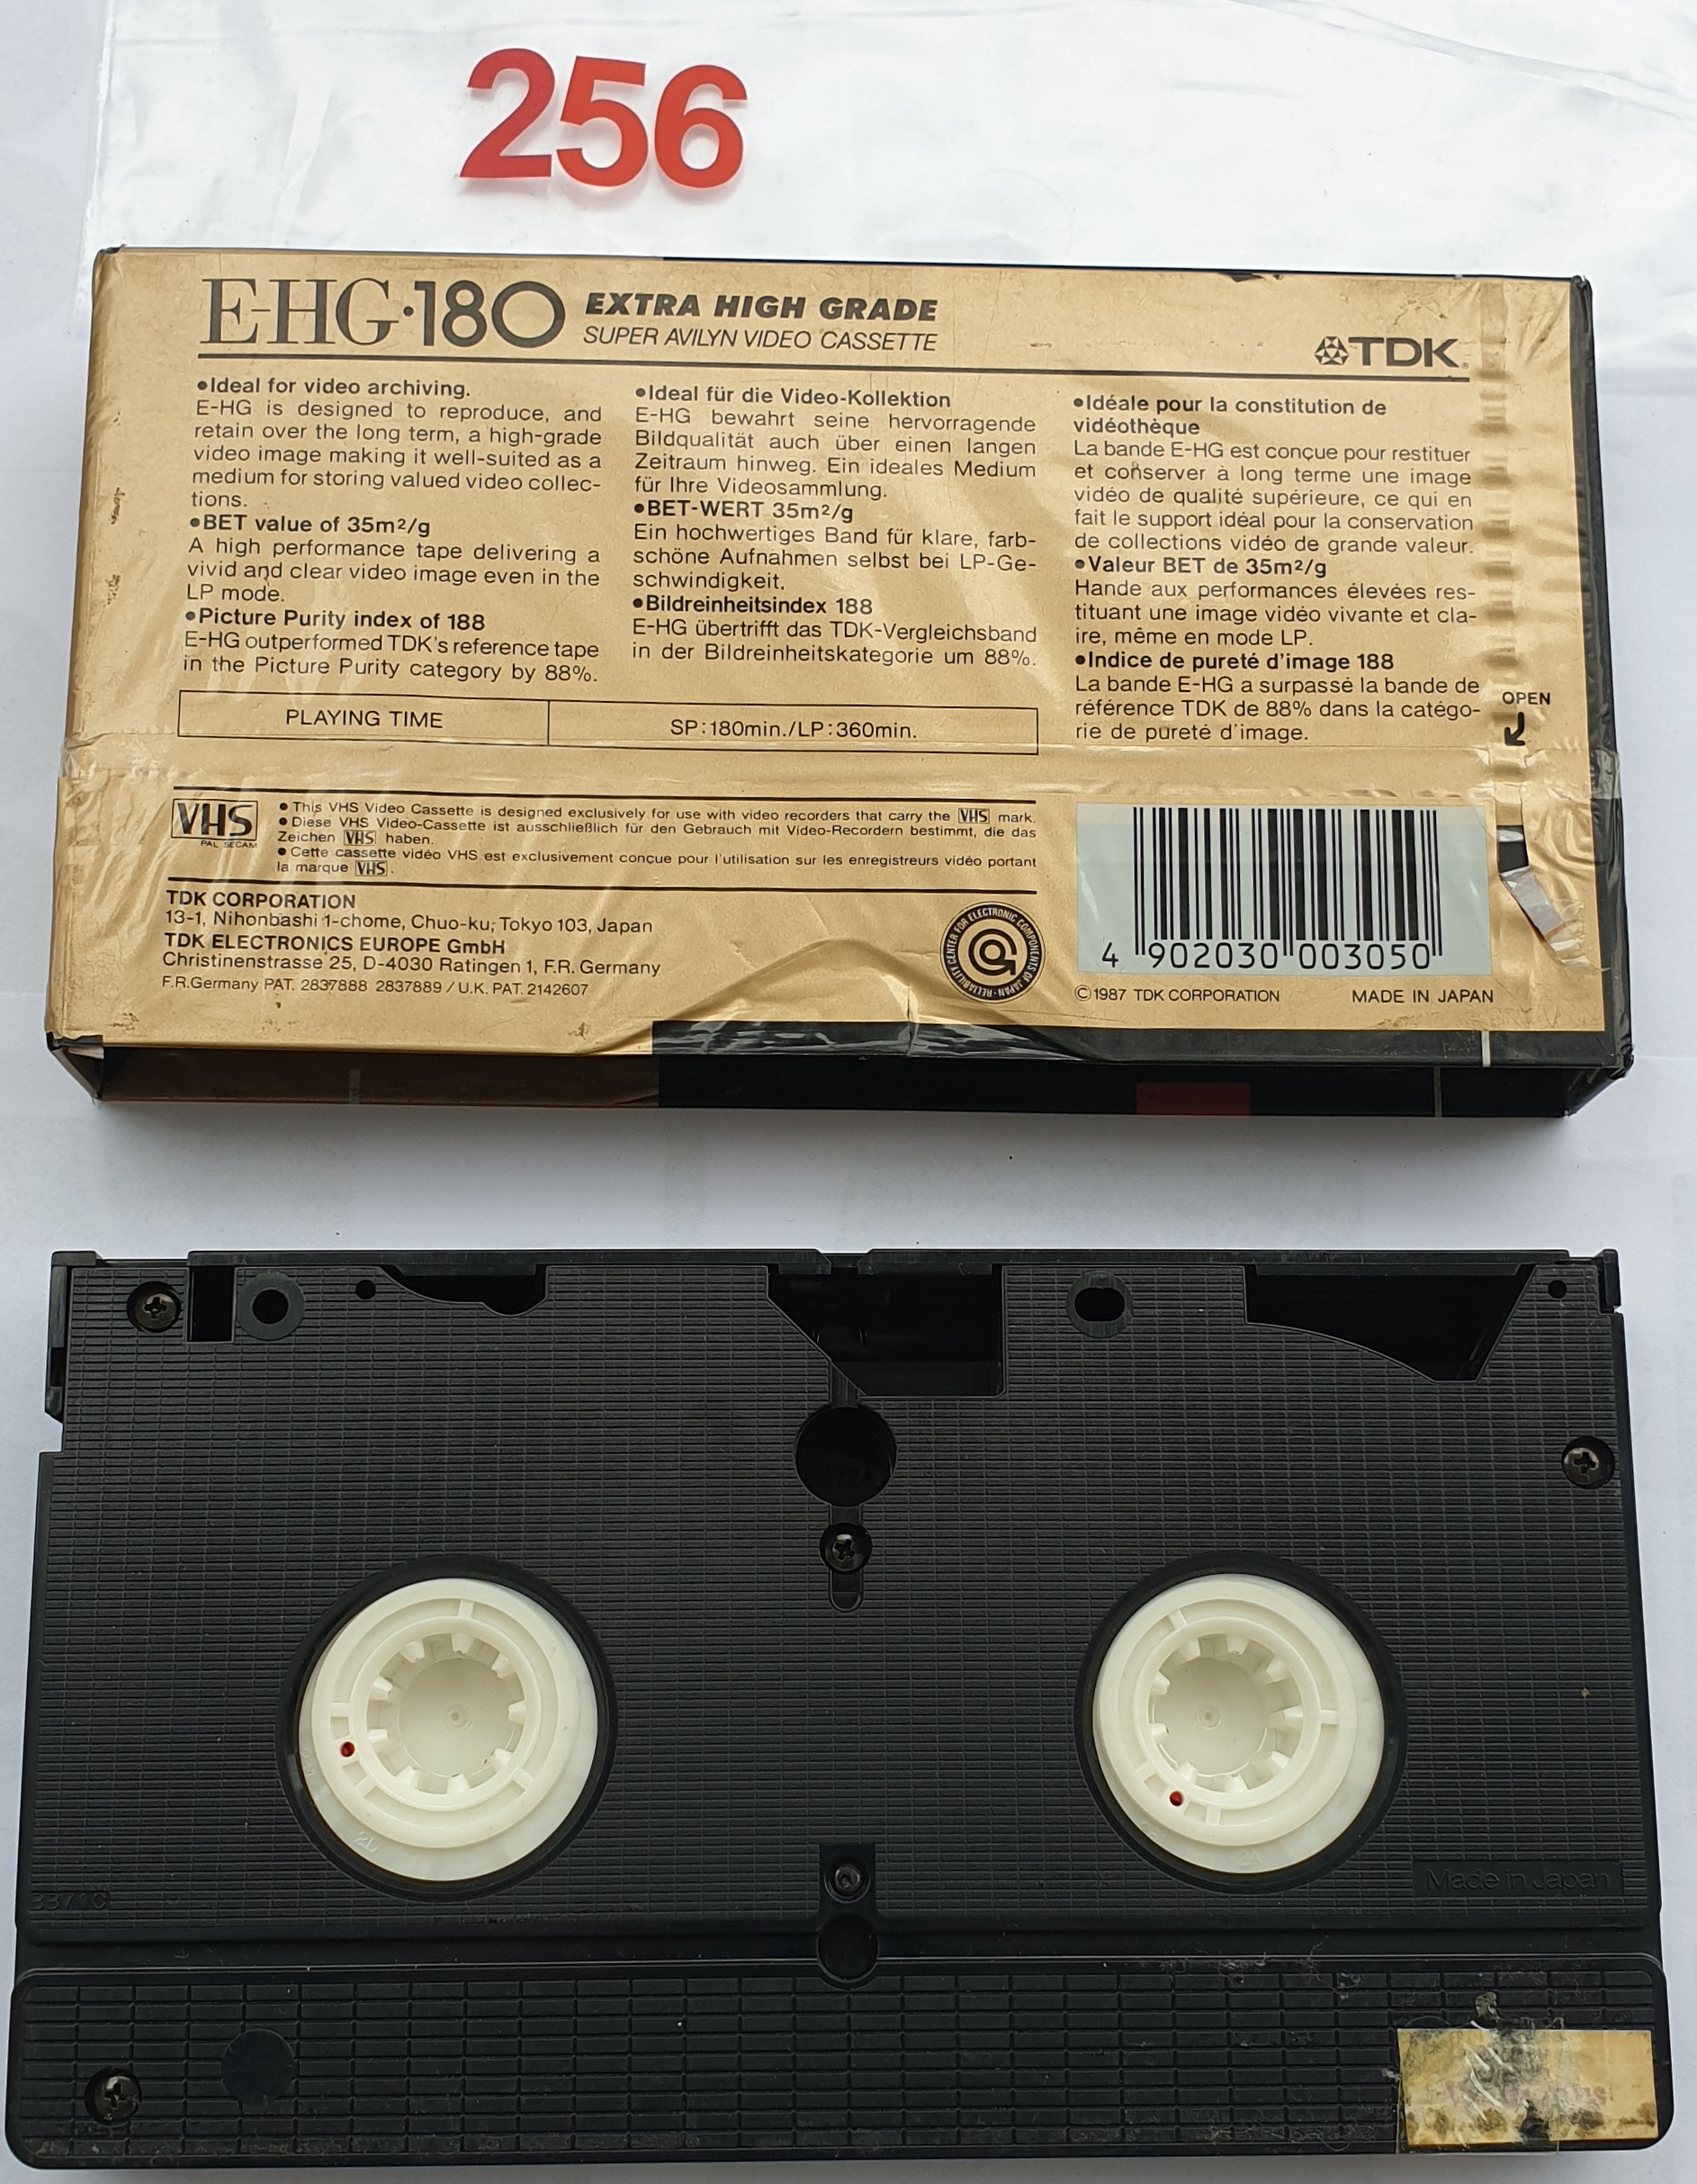 256
E-HG·180 EXTRA HIGH GRADE
SUPER AVILYN VIDEO CASSETTE
TDK
●Ideal for video archiving.
E-HG is designed to reproduce, and
retain over the long term, a high-grade
video image making it well-suited as a
medium for storing valued video collec-
tions.
●BET value of 35m²/g
A high performance tape delivering a
vivid and clear video image even in the
LP mode.
●Picture Purity index of 188
E-HG outperformed TDK's reference tape
in the Picture Purity category by 88%.
●Ideal für die Video-Kollektion
E-HG bewahrt seine hervorragende
Bildqualität auch über einen langen
Zeitraum hinweg. Ein ideales Medium
für Ihre Videosammlung.
●BET-WERT 35m²/g
Ein hochwertiges Band für klare, farb-
schöne Aufnahmen selbst bei LP-Ge-
schwindigkeit.
●Bildreinheitsindex 188
E-HG übertrifft das TDK-Vergleichsband
in der Bildreinheitskategorie um 88%.
●Idéale pour la constitution de
vidéothèque
La bande E-HG est conçue pour restituer
et conserver à long terme une image
vidéo de qualité supérieure, ce qui en
fait le support idéal pour la conservation
de collections vidéo de grande valeur.
●Valeur BET de 35m²/g
Hande aux performances élevées res-
tituant une image vidéo vivante et cla-
ire, même en mode LP.
●Indice de pureté d'image 188
La bande E-HG a surpassé la bande de
référence TDK de 88% dans la catégo-
rie de pureté d'image.
OPEN
PLAYING TIME SP:180min./LP:360min.
VHS
PAL SECAM
●This VHS Video Cassette is designed exclusively for use with video recorders that carry the VHS mark.
●Diese VHS Video-Cassette ist ausschließlich für den Gebrauch mit Video-Recordern bestimmt, die das
Zeichen VHS haben.
●Cette cassette vidéo VHS est exclusivement conçue pour l'utilisation sur les enregistreurs vidéo portant
la marque VHS.
TDK CORPORATION
13-1, Nihonbashi 1-chome, Chuo-ku, Tokyo 103, Japan
TDK ELECTRONICS EUROPE GmbH
Christinenstrasse 25, D-4030 Ratingen 1, F.R. Germany
F.R.Germany PAT. 2837888 2837889 / U.K. PAT. 2142607
RELIABILITY CENTER FOR ELECTRONIC COMPONENTS OF JAPAN
4 902030 003050
©1987 TDK CORPORATION MADE IN JAPAN
2A
Made in Japan